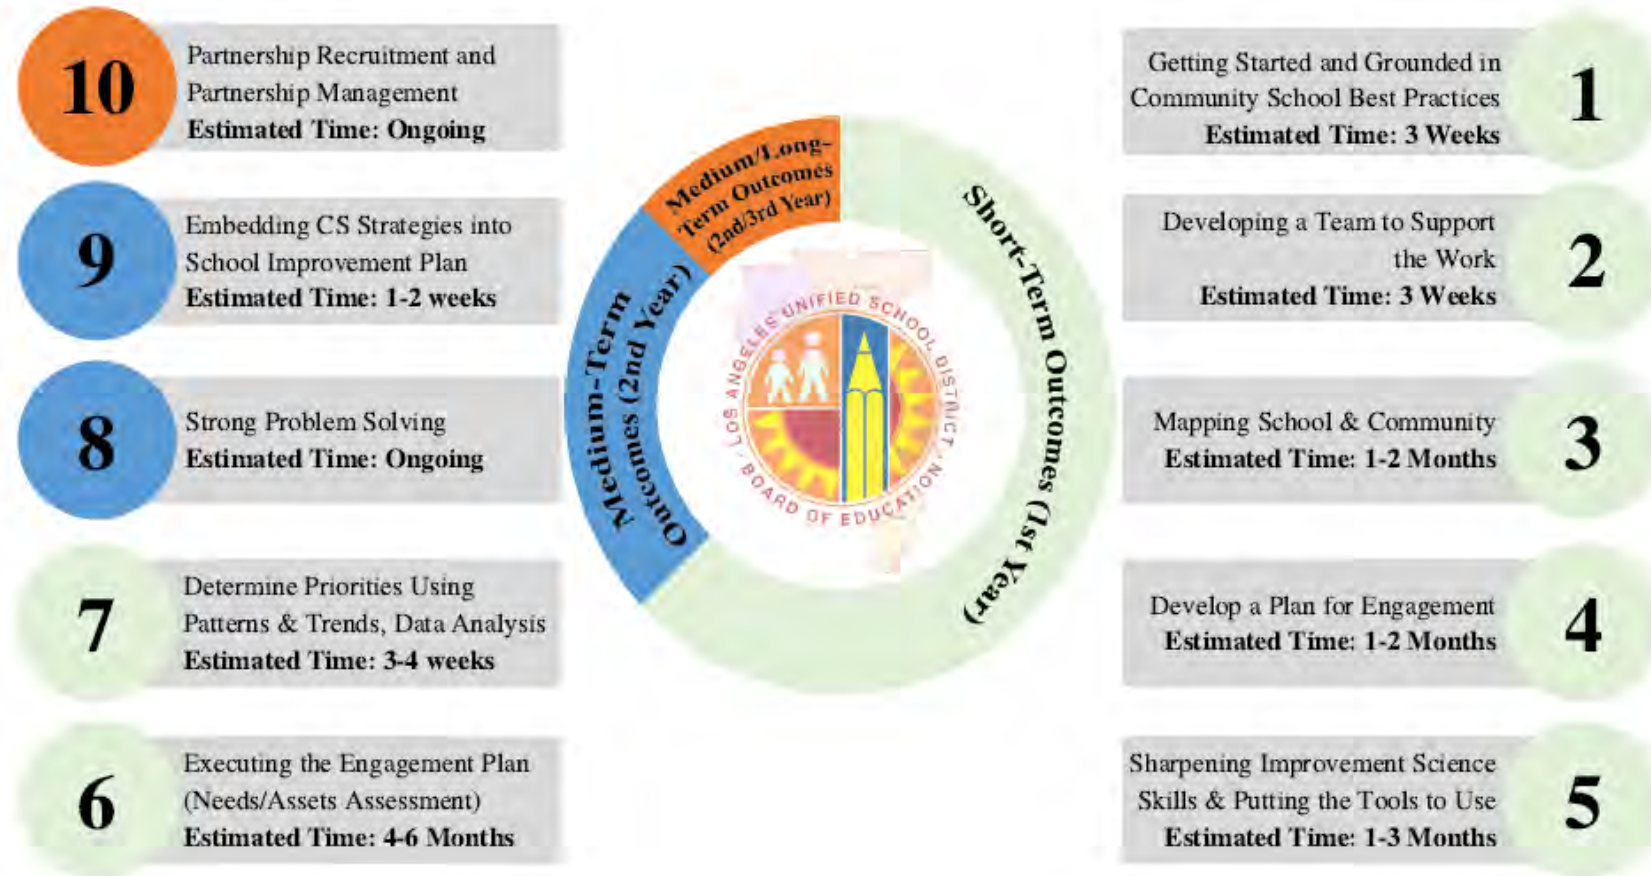 10
Partnership Recruitment and
Partnership Management
Estimated Time: Ongoing
9
Embedding CS Strategies into
School Improvement Plan
Estimated Time: 1-2 weeks
8
Strong Problem Solving
Estimated Time: Ongoing
7
Determine Priorities Using
Patterns & Trends, Data Analysis
Estimated Time: 3-4 weeks
6
Executing the Engagement Plan
(Needs/Assets Assessment)
Estimated Time: 4-6 Months
Medium/Long-
Term Outcomes
(2nd/3rd Year)
Medium-Term
Outcomes (2nd Year)
Short-Term Outcomes (1st Year)
LOS ANGELES UNIFIED SCHOOL DISTRICT
BOARD OF EDUCATION
Getting Started and Grounded in
Community School Best Practices
Estimated Time: 3 Weeks
1
Developing a Team to Support
the Work
Estimated Time: 3 Weeks
2
Mapping School & Community
Estimated Time: 1-2 Months
3
Develop a Plan for Engagement
Estimated Time: 1-2 Months
4
Sharpening Improvement Science
Skills & Putting the Tools to Use
Estimated Time: 1-3 Months
5